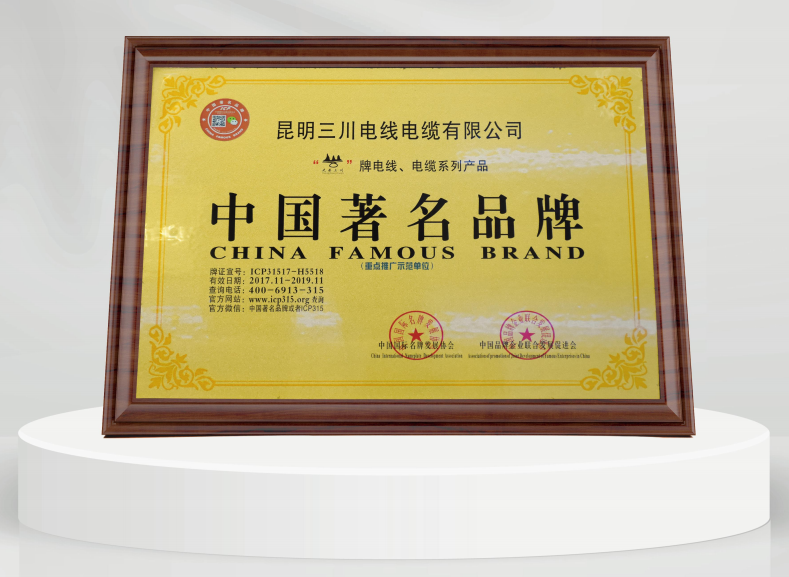 昆明三川电线电缆有限公司
“ ” 牌电线、电缆系列产品
中国著名品牌
CHINA FAMOUS BRAND
（重点推广示范单位）
牌证宣号：ICP31517-H5518
有效日期：2017.11-2019.11
查询电话：400-6913-315
官方网站：www.icp315.org 查询
官方微信：中国著名品牌或者ICP315
中国国际名牌发展协会
China International Famous Development Association
中国品牌企业联合发展促进会